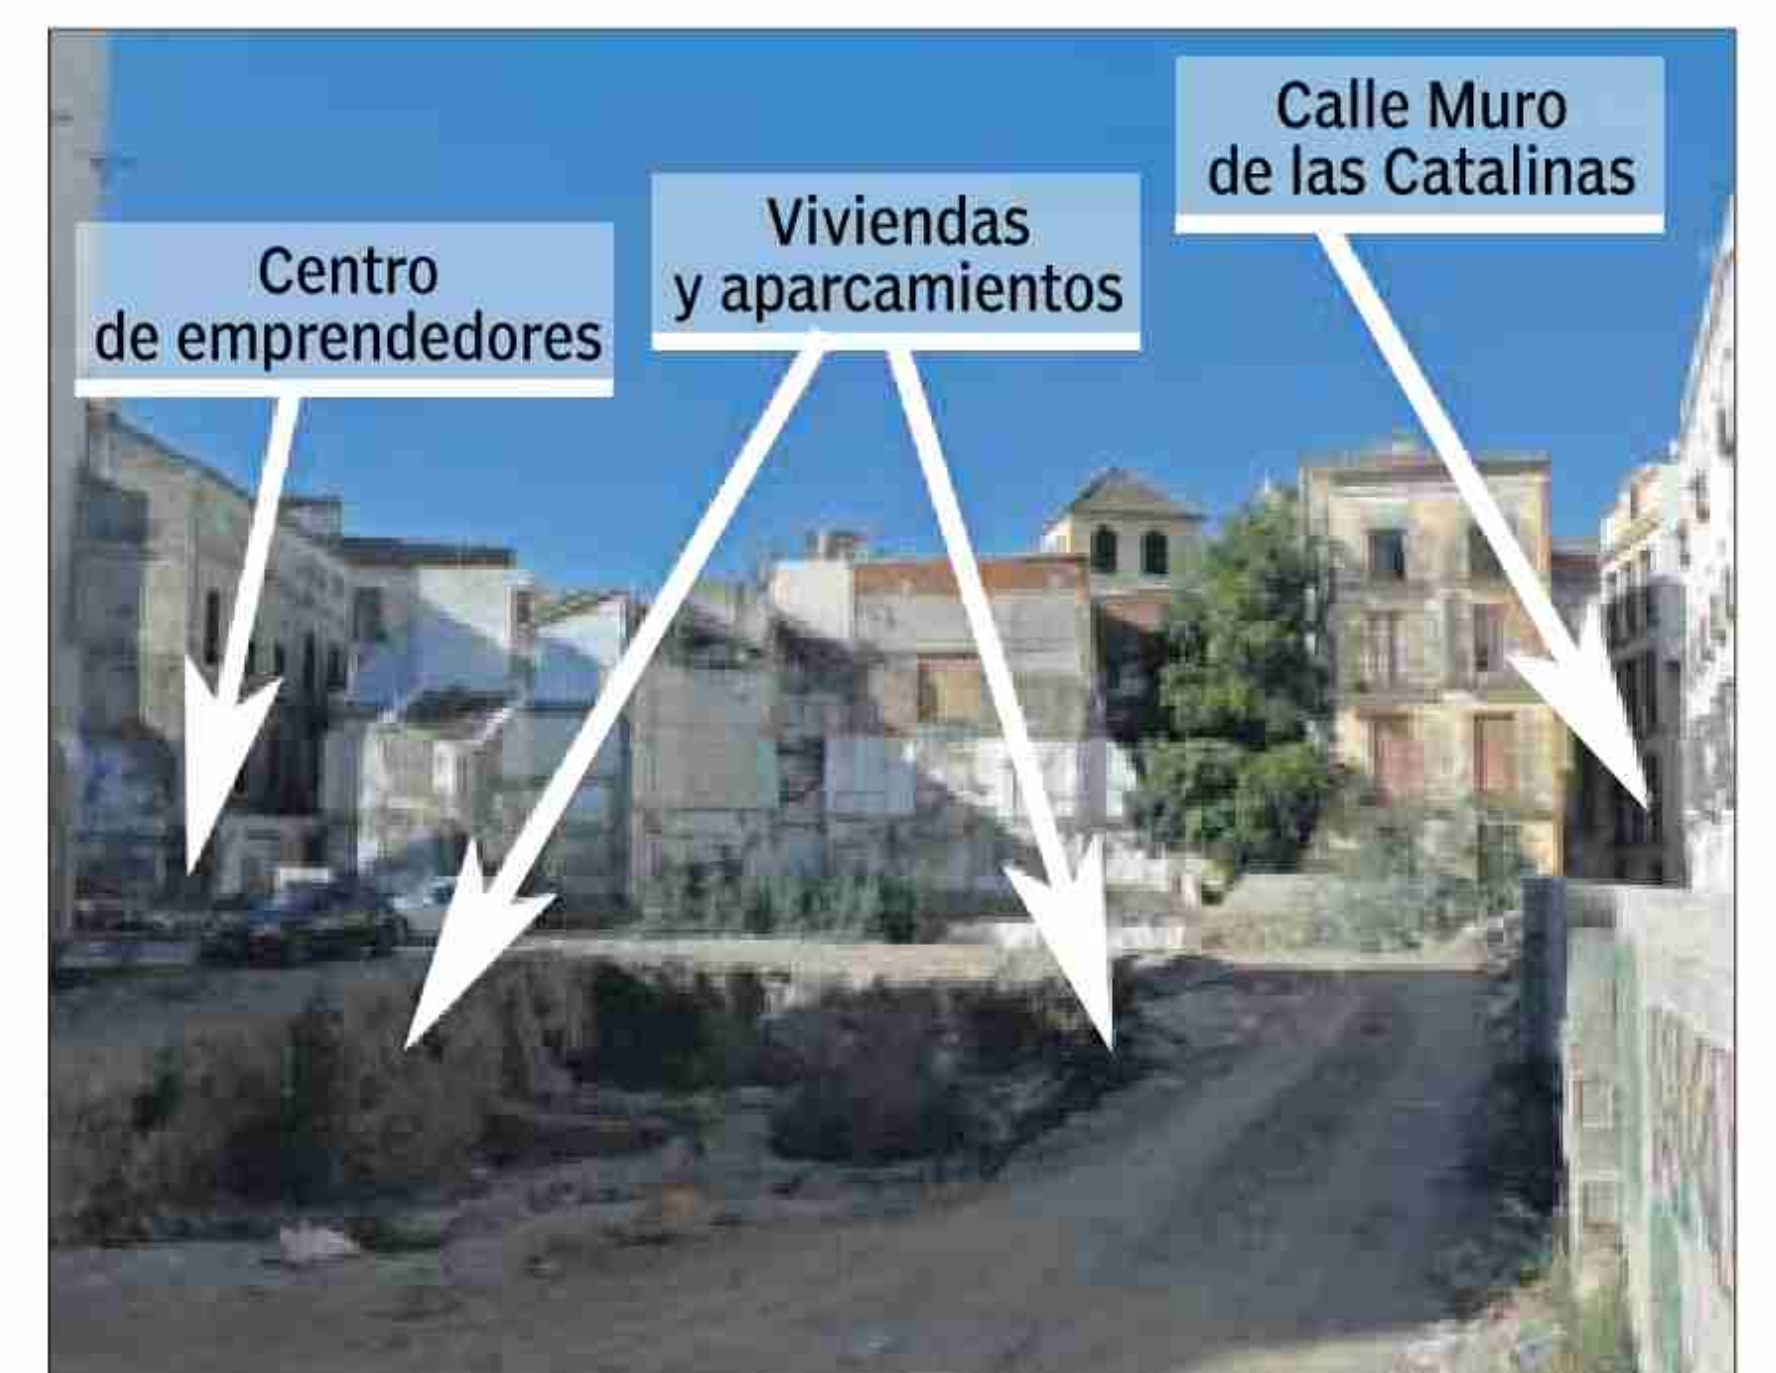 Centro
de emprendedores
Viviendas
y aparcamientos
Calle Muro
de las Catalinas